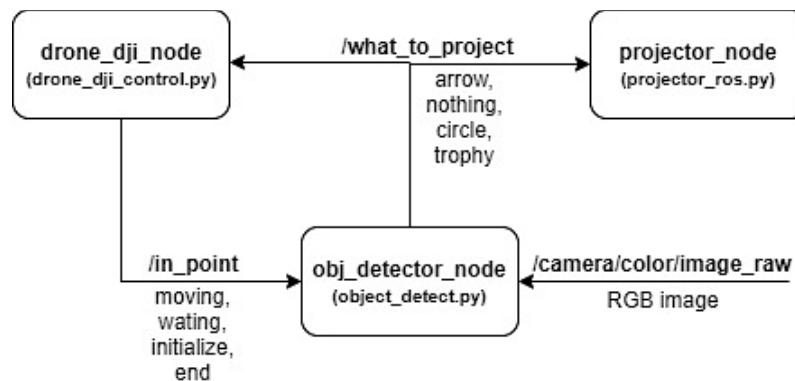 drone_dji_node
(drone_dji_control.py)
/what_to_project
arrow,
nothing,
circle,
trophy
projector_node
(projector_ros.py)
/in_point
moving,
wating,
initialize,
end
obj_detector_node
(object_detect.py)
/camera/color/image_raw
RGB image